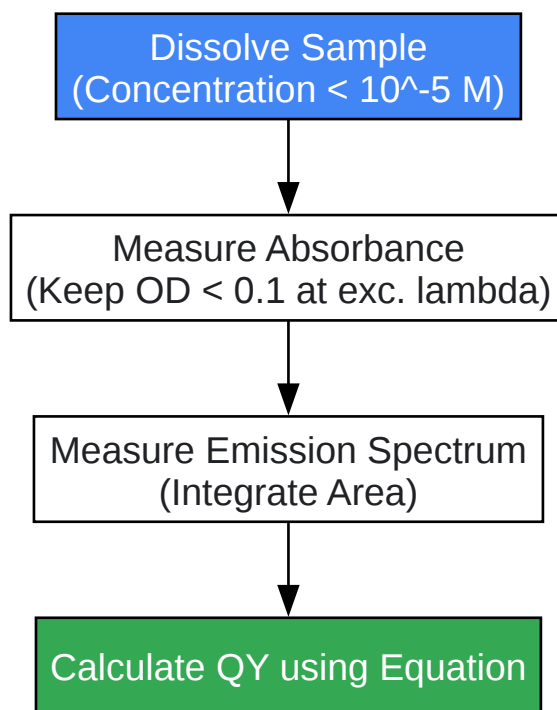 Dissolve Sample
(Concentration < 10^-5 M)
Measure Absorbance
(Keep OD < 0.1 at exc. lambda)
Measure Emission Spectrum
(Integrate Area)
Calculate QY using Equation